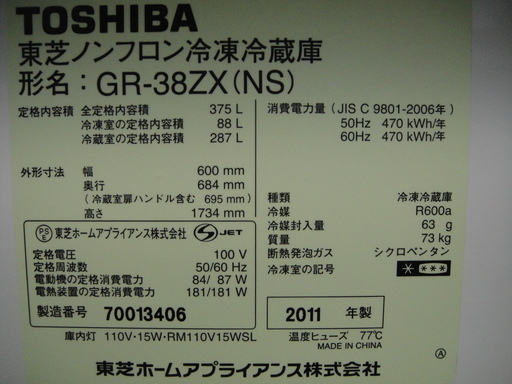 TOSHIBA
東芝ノンフロン冷凍冷蔵庫
形名：GR-38ZX(NS)
定格内容積 全定格内容積 375 L
冷凍室の定格内容積 88 L
冷蔵室の定格内容積 287 L
外形寸法 幅 600 mm
奥行 684 mm
(冷蔵室扉ハンドル含む 695 mm)
高さ 1734 mm
消費電力量 (JIS C 9801-2006年)
50Hz 470 kWh/年
60Hz 470 kWh/年
種類 冷凍冷蔵庫
冷媒 R600a
冷媒封入量 63 g
質量 73 kg
断熱発泡ガス シクロペンタン
冷凍室の記号 * ***
PS E 東芝ホームアプライアンス株式会社 S JET
定格電圧 100 V
定格周波数 50/60 Hz
電動機の定格消費電力 84/ 87 W
電熱装置の定格消費電力 181/181 W
製造番号 70013406
2011 年製
庫内灯 110V・15W・RM110V15WSL
温度ヒューズ 77℃
MADE IN CHINA
東芝ホームアプライアンス株式会社
Ⓐ